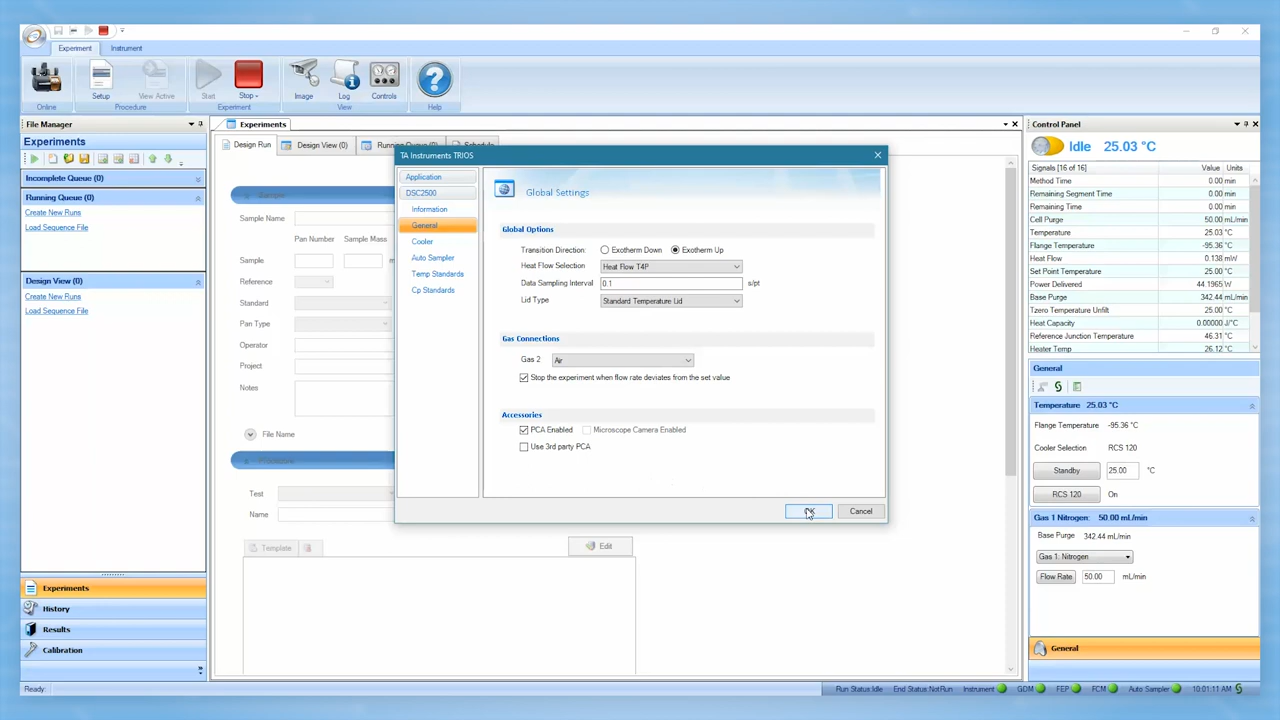 Experiment
Instrument
Setup
View Active
Start
Stop
Image
Log
Controls
Help
Online
Procedure
Experiment
View
Help
File Manager
Experiments
Incomplete Queue (0)
Running Queue (0)
Create New Runs
Load Sequence File
Design View (0)
Create New Runs
Load Sequence File
Experiments
History
Results
Calibration
Experiments
Design Run
Design View (0)
Running Queue (0)
Schedule
Sample
Sample Name
Pan Number
Sample Mass
Sample
Reference
Standard
Pan Type
Operator
Project
Notes
File Name
Procedure
Test
Name
Template
Edit
TA Instruments TRIOS
Application
DSC2500
Information
General
Cooler
Auto Sampler
Temp Standards
Cp Standards
Global Settings
Global Options
Transition Direction: Exotherm Down Exotherm Up
Heat Flow Selection Heat Flow T4P
Data Sampling Interval 0.1 s/pt
Lid Type Standard Temperature Lid
Gas Connections
Gas 2 Air
Stop the experiment when flow rate deviates from the set value
Accessories
PCA Enabled Microscope Camera Enabled
Use 3rd party PCA
OK
Cancel
Control Panel
Idle 25.03 °C
Signals [16 of 16] Value Units
Method Time 0.00 min
Remaining Segment Time 0.00 min
Remaining Time 0.00 min
Cell Purge 50.00 mL/min
Temperature 25.03 °C
Flange Temperature -95.36 °C
Heat Flow 0.138 mW
Set Point Temperature 25.00 °C
Power Delivered 44.1965 W
Base Purge 342.44 mL/min
Tzero Temperature Unfilt 25.00 °C
Heat Capacity 0.00000 J/°C
Reference Junction Temperature 46.31 °C
Heater Temp 26.12 °C
General
Temperature 25.03 °C
Flange Temperature -95.36 °C
Cooler Selection RCS 120
Standby 25.00 °C
RCS 120 On
Gas 1 Nitrogen: 50.00 mL/min
Base Purge 342.44 mL/min
Gas 1: Nitrogen
Flow Rate 50.00 mL/min
General
Ready
Run Status:Idle End Status:NotRun Instrument GDM FEP FCM Auto Sampler 10:01:11 AM